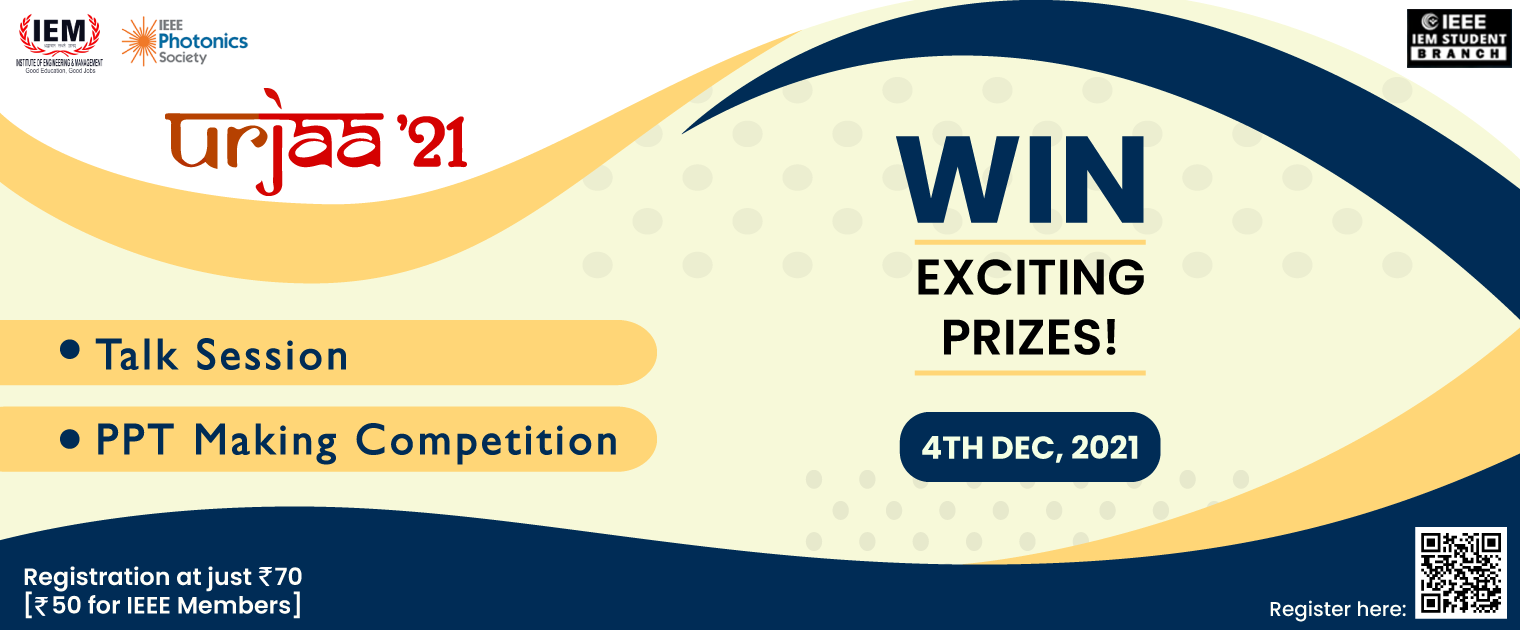 IEM
INSTITUTE OF ENGINEERING & MANAGEMENT
Good Education, Good Jobs
IEEE
Photonics
Society
IEEE
IEM STUDENT
BRANCH
urjaa '21
Talk Session
PPT Making Competition
WIN
EXCITING
PRIZES!
4TH DEC, 2021
Registration at just ₹70
[₹50 for IEEE Members]
Register here: